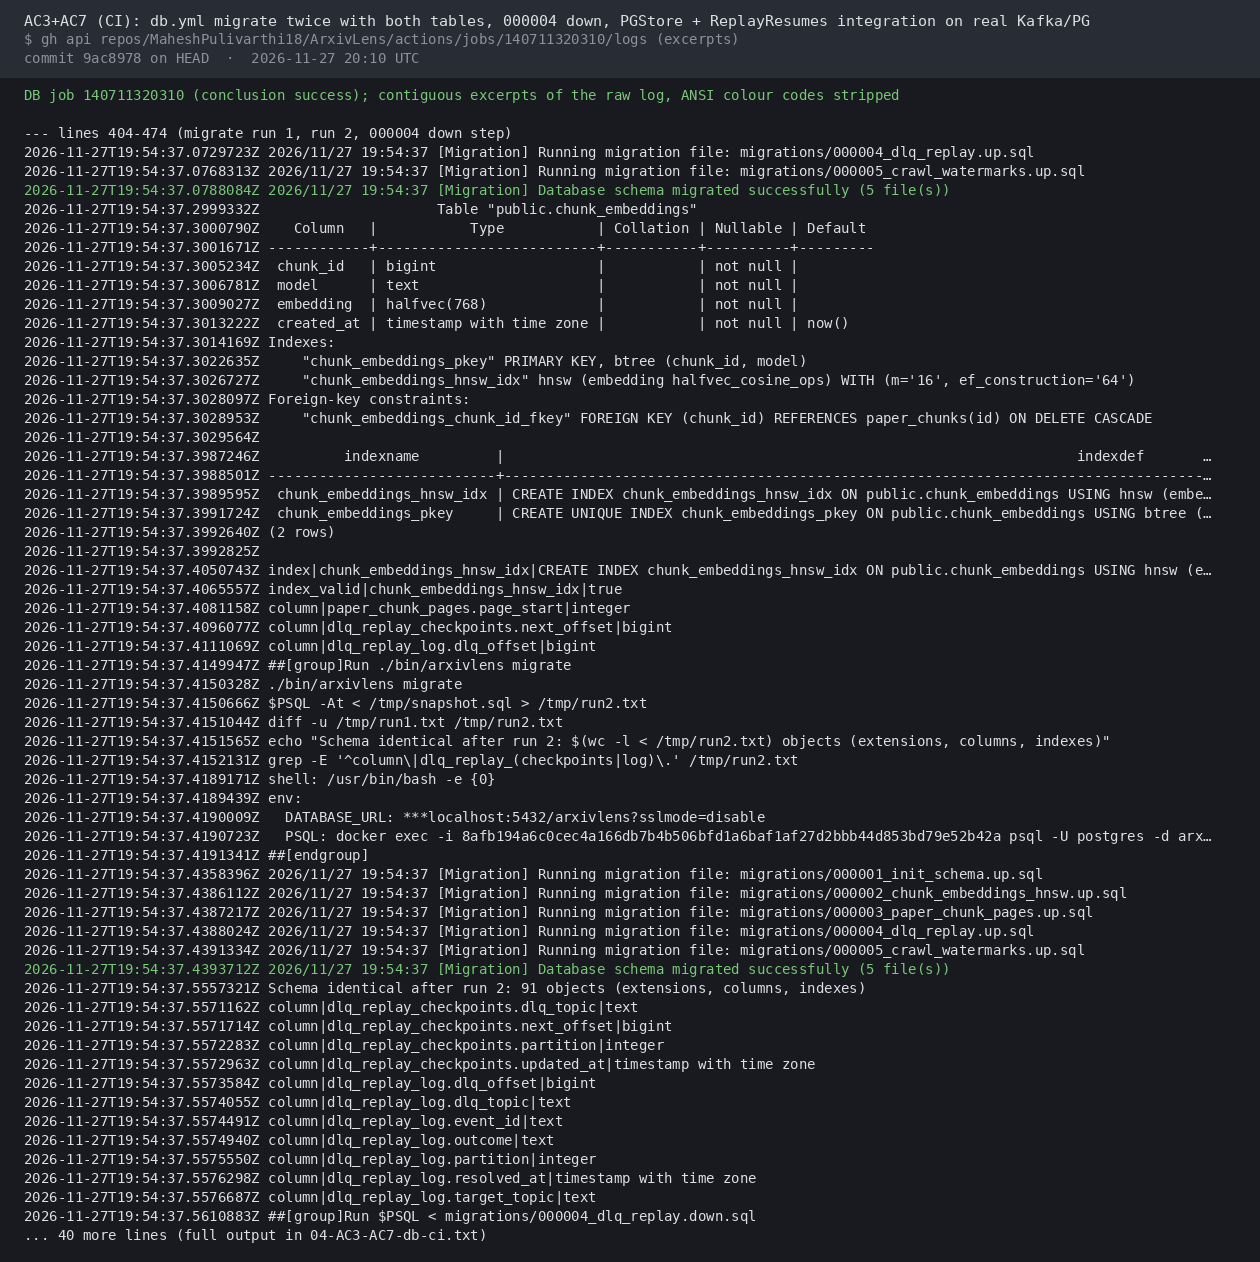 AC3+AC7 (CI): db.yml migrate twice with both tables, 000004 down, PGStore + ReplayResumes integration on real Kafka/PG
$ gh api repos/MaheshPulivarthi18/ArxivLens/actions/jobs/140711320310/logs (excerpts)
commit 9ac8978 on HEAD  ·  2026-11-27 20:10 UTC
DB job 140711320310 (conclusion success); contiguous excerpts of the raw log, ANSI colour codes stripped
--- lines 404-474 (migrate run 1, run 2, 000004 down step)
2026-11-27T19:54:37.0729723Z 2026/11/27 19:54:37 [Migration] Running migration file: migrations/000004_dlq_replay.up.sql
2026-11-27T19:54:37.0768313Z 2026/11/27 19:54:37 [Migration] Running migration file: migrations/000005_crawl_watermarks.up.sql
2026-11-27T19:54:37.0788084Z 2026/11/27 19:54:37 [Migration] Database schema migrated successfully (5 file(s))
2026-11-27T19:54:37.2999332Z                     Table "public.chunk_embeddings"
2026-11-27T19:54:37.3000790Z    Column   |           Type           | Collation | Nullable | Default
2026-11-27T19:54:37.3001671Z ------------+--------------------------+-----------+----------+---------
2026-11-27T19:54:37.3005234Z  chunk_id   | bigint                   |           | not null |
2026-11-27T19:54:37.3006781Z  model      | text                     |           | not null |
2026-11-27T19:54:37.3009027Z  embedding  | halfvec(768)             |           | not null |
2026-11-27T19:54:37.3013222Z  created_at | timestamp with time zone |           | not null | now()
2026-11-27T19:54:37.3014169Z Indexes:
2026-11-27T19:54:37.3022635Z     "chunk_embeddings_pkey" PRIMARY KEY, btree (chunk_id, model)
2026-11-27T19:54:37.3026727Z     "chunk_embeddings_hnsw_idx" hnsw (embedding halfvec_cosine_ops) WITH (m='16', ef_construction='64')
2026-11-27T19:54:37.3028097Z Foreign-key constraints:
2026-11-27T19:54:37.3028953Z     "chunk_embeddings_chunk_id_fkey" FOREIGN KEY (chunk_id) REFERENCES paper_chunks(id) ON DELETE CASCADE
2026-11-27T19:54:37.3029564Z
2026-11-27T19:54:37.3987246Z          indexname         |                                                                    indexdef       …
2026-11-27T19:54:37.3988501Z ---------------------------+-----------------------------------------------------------------------------------…
2026-11-27T19:54:37.3989595Z  chunk_embeddings_hnsw_idx | CREATE INDEX chunk_embeddings_hnsw_idx ON public.chunk_embeddings USING hnsw (embe…
2026-11-27T19:54:37.3991724Z  chunk_embeddings_pkey     | CREATE UNIQUE INDEX chunk_embeddings_pkey ON public.chunk_embeddings USING btree (…
2026-11-27T19:54:37.3992640Z (2 rows)
2026-11-27T19:54:37.3992825Z
2026-11-27T19:54:37.4050743Z index|chunk_embeddings_hnsw_idx|CREATE INDEX chunk_embeddings_hnsw_idx ON public.chunk_embeddings USING hnsw (e…
2026-11-27T19:54:37.4065557Z index_valid|chunk_embeddings_hnsw_idx|true
2026-11-27T19:54:37.4081158Z column|paper_chunk_pages.page_start|integer
2026-11-27T19:54:37.4096077Z column|dlq_replay_checkpoints.next_offset|bigint
2026-11-27T19:54:37.4111069Z column|dlq_replay_log.dlq_offset|bigint
2026-11-27T19:54:37.4149947Z ##[group]Run ./bin/arxivlens migrate
2026-11-27T19:54:37.4150328Z ./bin/arxivlens migrate
2026-11-27T19:54:37.4150666Z $PSQL -At < /tmp/snapshot.sql > /tmp/run2.txt
2026-11-27T19:54:37.4151044Z diff -u /tmp/run1.txt /tmp/run2.txt
2026-11-27T19:54:37.4151565Z echo "Schema identical after run 2: $(wc -l < /tmp/run2.txt) objects (extensions, columns, indexes)"
2026-11-27T19:54:37.4152131Z grep -E '^column\|dlq_replay_(checkpoints|log)\.' /tmp/run2.txt
2026-11-27T19:54:37.4189171Z shell: /usr/bin/bash -e {0}
2026-11-27T19:54:37.4189439Z env:
2026-11-27T19:54:37.4190009Z   DATABASE_URL: ***localhost:5432/arxivlens?sslmode=disable
2026-11-27T19:54:37.4190723Z   PSQL: docker exec -i 8afb194a6c0cec4a166db7b4b506bfd1a6baf1af27d2bbb44d853bd79e52b42a psql -U postgres -d arx…
2026-11-27T19:54:37.4191341Z ##[endgroup]
2026-11-27T19:54:37.4358396Z 2026/11/27 19:54:37 [Migration] Running migration file: migrations/000001_init_schema.up.sql
2026-11-27T19:54:37.4386112Z 2026/11/27 19:54:37 [Migration] Running migration file: migrations/000002_chunk_embeddings_hnsw.up.sql
2026-11-27T19:54:37.4387217Z 2026/11/27 19:54:37 [Migration] Running migration file: migrations/000003_paper_chunk_pages.up.sql
2026-11-27T19:54:37.4388024Z 2026/11/27 19:54:37 [Migration] Running migration file: migrations/000004_dlq_replay.up.sql
2026-11-27T19:54:37.4391334Z 2026/11/27 19:54:37 [Migration] Running migration file: migrations/000005_crawl_watermarks.up.sql
2026-11-27T19:54:37.4393712Z 2026/11/27 19:54:37 [Migration] Database schema migrated successfully (5 file(s))
2026-11-27T19:54:37.5557321Z Schema identical after run 2: 91 objects (extensions, columns, indexes)
2026-11-27T19:54:37.5571162Z column|dlq_replay_checkpoints.dlq_topic|text
2026-11-27T19:54:37.5571714Z column|dlq_replay_checkpoints.next_offset|bigint
2026-11-27T19:54:37.5572283Z column|dlq_replay_checkpoints.partition|integer
2026-11-27T19:54:37.5572963Z column|dlq_replay_checkpoints.updated_at|timestamp with time zone
2026-11-27T19:54:37.5573584Z column|dlq_replay_log.dlq_offset|bigint
2026-11-27T19:54:37.5574055Z column|dlq_replay_log.dlq_topic|text
2026-11-27T19:54:37.5574491Z column|dlq_replay_log.event_id|text
2026-11-27T19:54:37.5574940Z column|dlq_replay_log.outcome|text
2026-11-27T19:54:37.5575550Z column|dlq_replay_log.partition|integer
2026-11-27T19:54:37.5576298Z column|dlq_replay_log.resolved_at|timestamp with time zone
2026-11-27T19:54:37.5576687Z column|dlq_replay_log.target_topic|text
2026-11-27T19:54:37.5610883Z ##[group]Run $PSQL < migrations/000004_dlq_replay.down.sql
... 40 more lines (full output in 04-AC3-AC7-db-ci.txt)